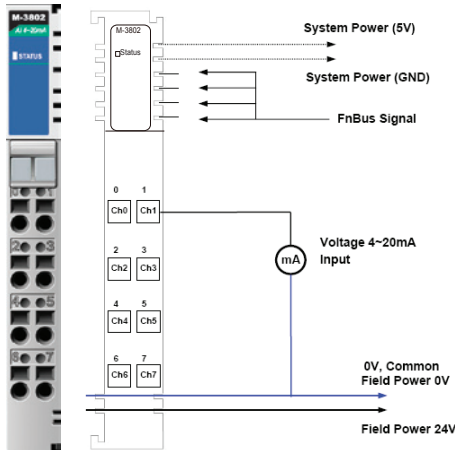 M-3802
AI 4~20mA
STATUS
0 1
2 3
4 5
6 7
M-3802
Status
System Power (5V)
System Power (GND)
FnBus Signal
0 1
Ch0 Ch1
2 3
Ch2 Ch3
4 5
Ch4 Ch5
6 7
Ch6 Ch7
mA
Voltage 4~20mA
Input
0V, Common
Field Power 0V
Field Power 24V